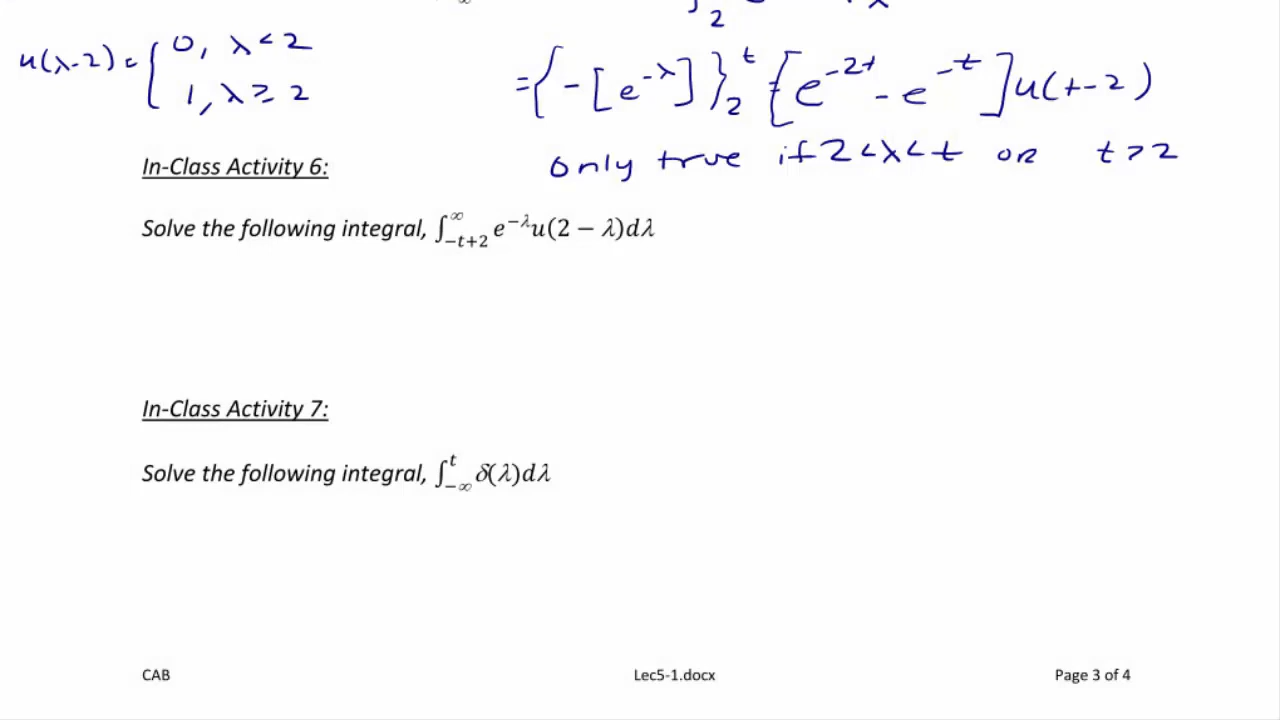 2
u(λ-2) = { 0, λ < 2
1, λ ≥ 2
= { - [e^{-λ}] }_2^t = [e^{-2t} - e^{-t}] u(t-2)
only true if 2 < λ < t or t > 2
In-Class Activity 6:
Solve the following integral, ∫_{-t+2}^{∞} e^{-λ}u(2 − λ)dλ
In-Class Activity 7:
Solve the following integral, ∫_{-∞}^{t} δ(λ)dλ
CAB Lec5-1.docx Page 3 of 4